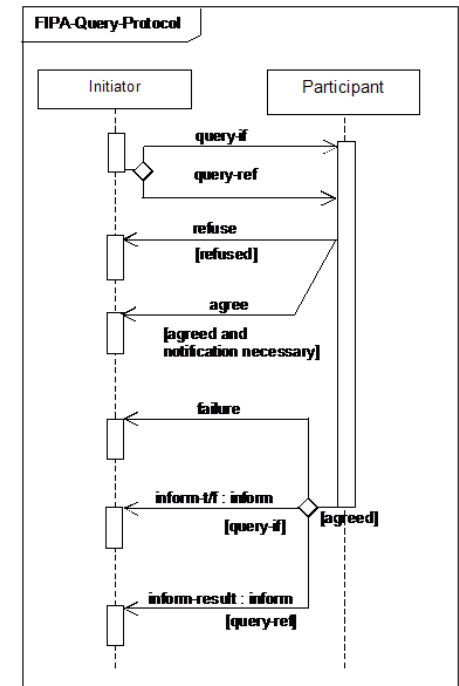 FIPA-Query-Protocol
Initiator
Participant
query-if
query-ref
refuse
[refused]
agree
[agreed and
notification necessary]
failure
inform-t/f : inform
[agreed]
[query-if]
inform-result : inform
[query-ref]